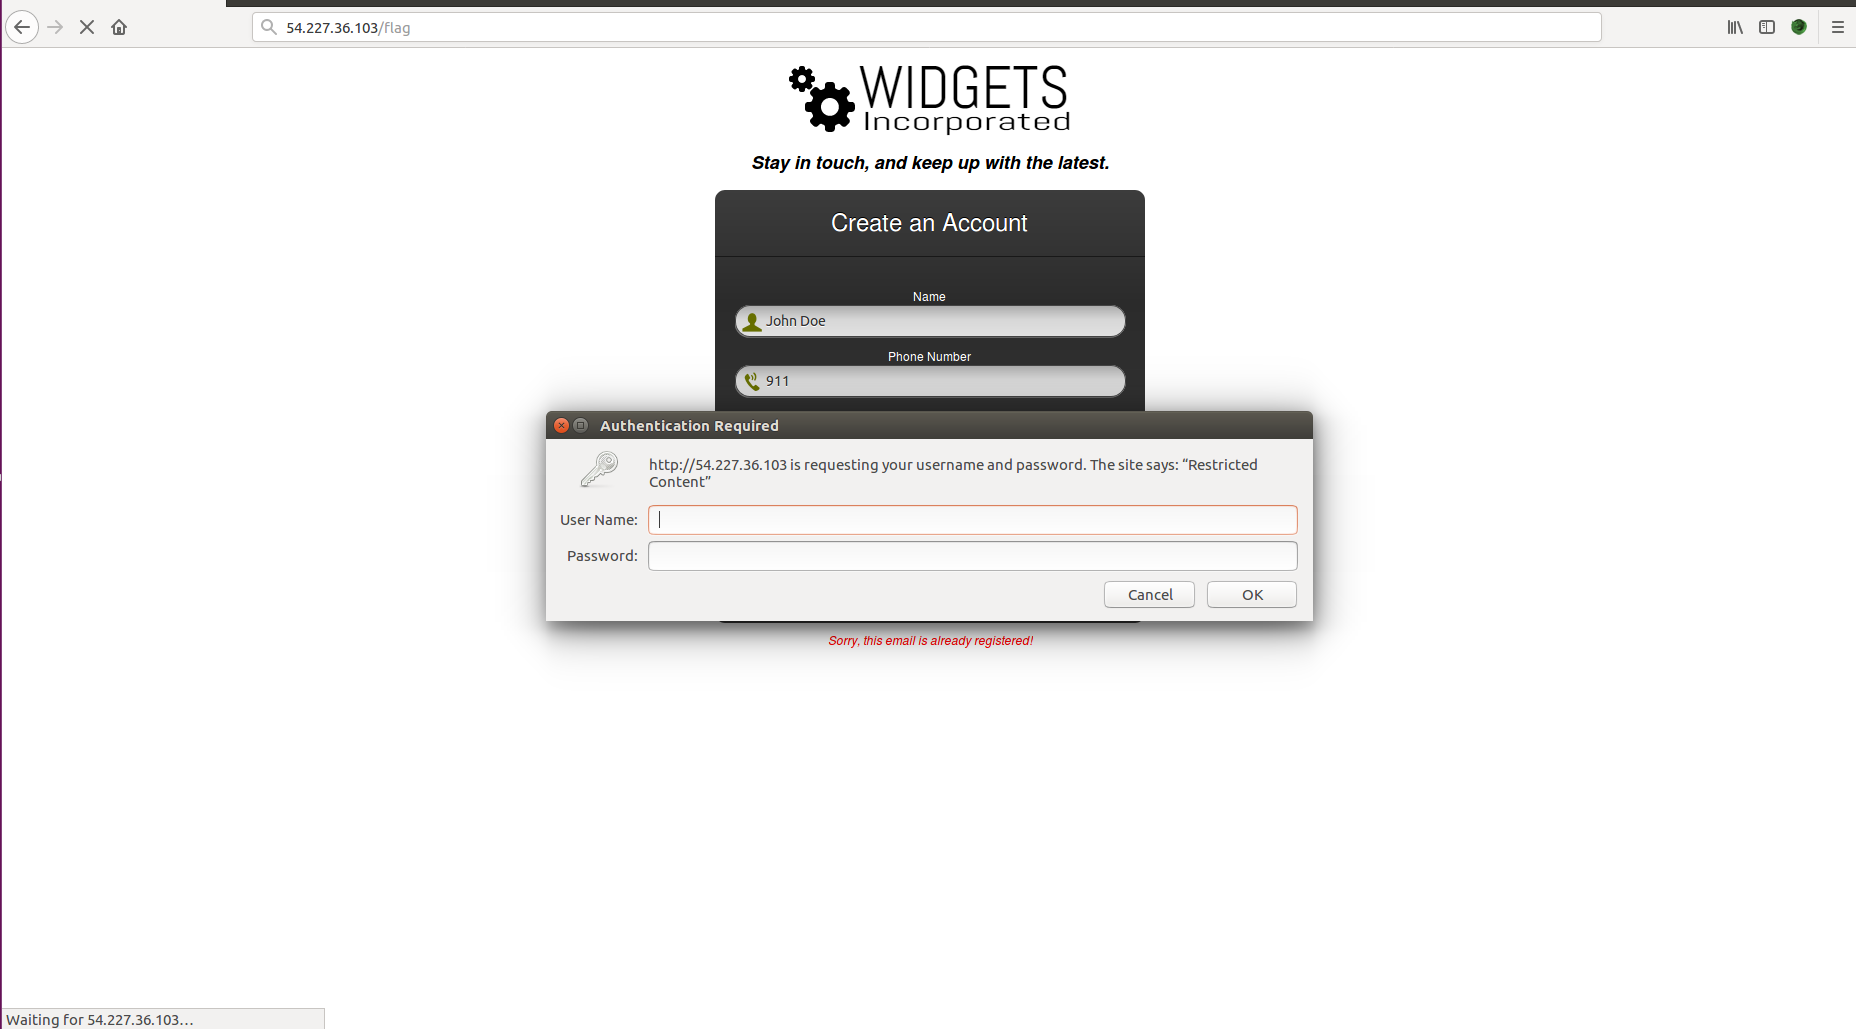 54.227.36.103/flag
WIDGETS
Incorporated
Stay in touch, and keep up with the latest.
Create an Account
Name
John Doe
Phone Number
911
Authentication Required
http://54.227.36.103 is requesting your username and password. The site says: “Restricted
Content”
User Name:
Password:
Cancel OK
Sorry, this email is already registered!
Waiting for 54.227.36.103…